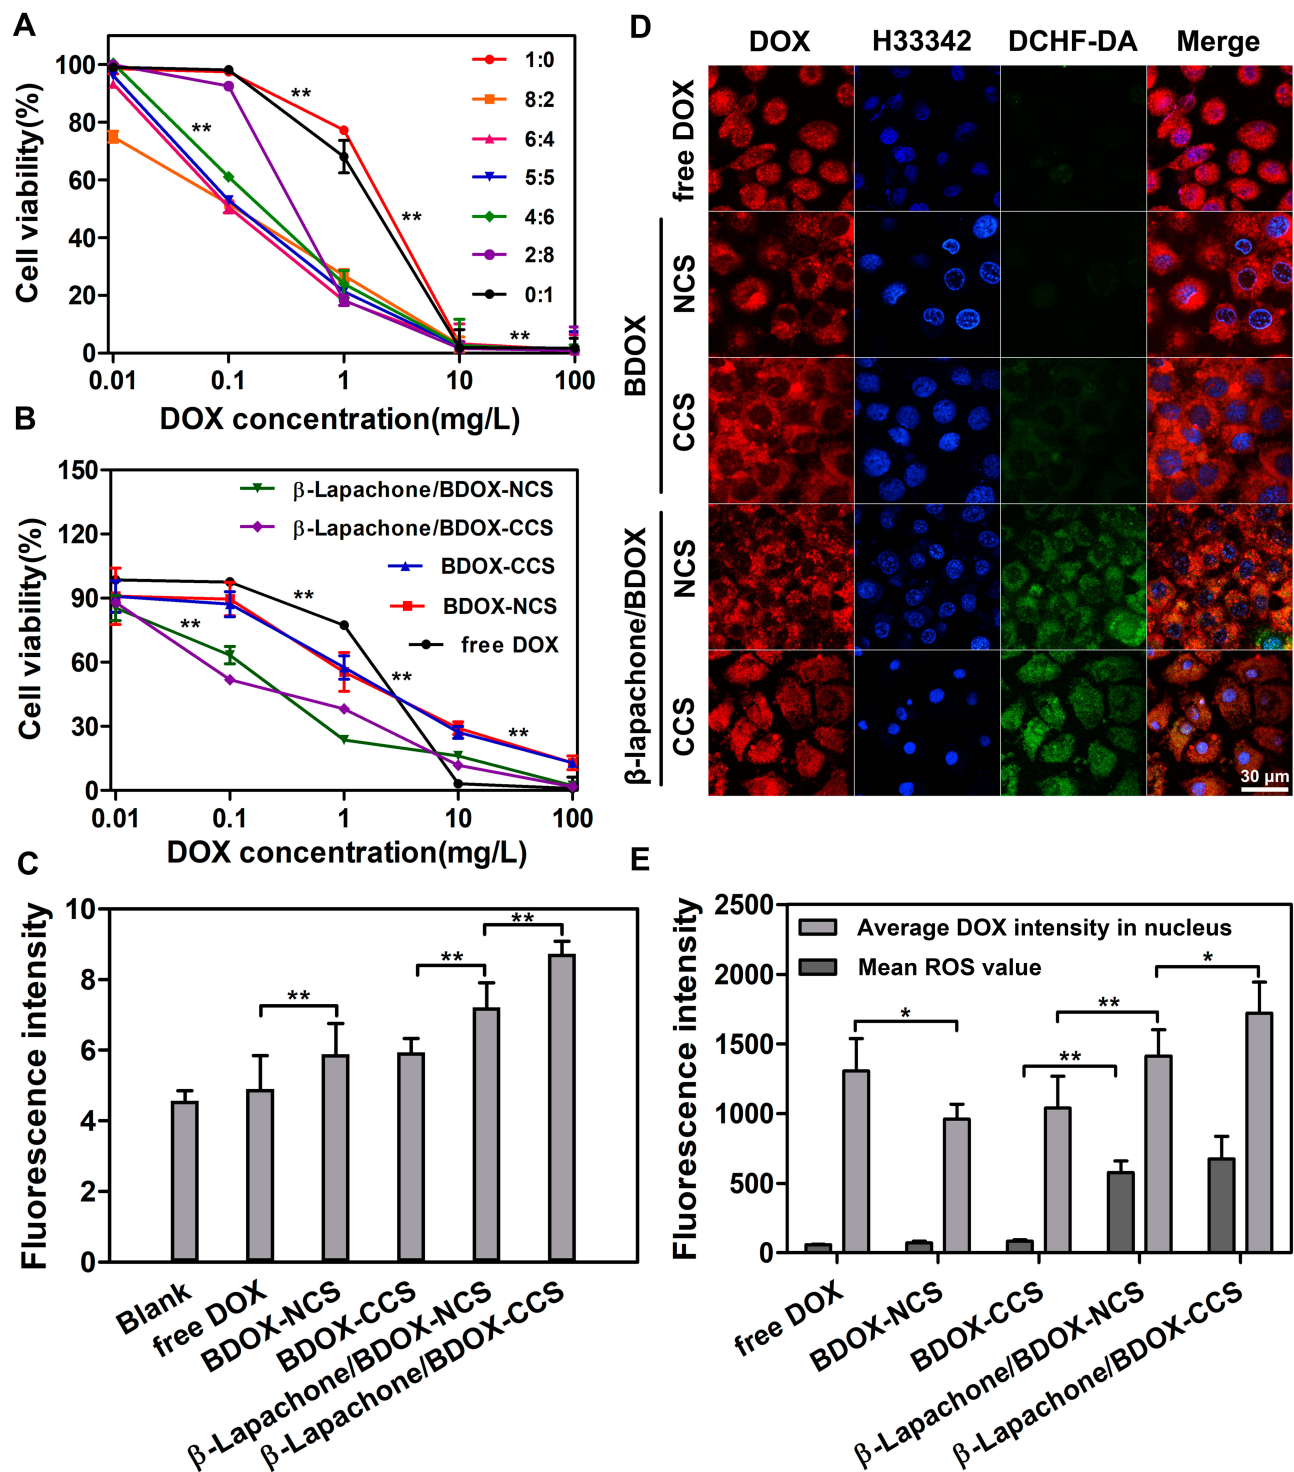 A
Cell viability(%)
100
80
60
40
20
0
1:0
8:2
6:4
5:5
4:6
2:8
0:1
**
**
**
**
0.01 0.1 1 10 100
DOX concentration(mg/L)
B
Cell viability(%)
150
120
90
60
30
0
β-Lapachone/BDOX-NCS
β-Lapachone/BDOX-CCS
BDOX-CCS
BDOX-NCS
free DOX
**
**
**
**
0.01 0.1 1 10 100
DOX concentration(mg/L)
C
Fluorescence intensity
10
8
6
4
2
0
**
**
**
Blank
free DOX
BDOX-NCS
BDOX-CCS
β-Lapachone/BDOX-NCS
β-Lapachone/BDOX-CCS
D
DOX H33342 DCHF-DA Merge
free DOX
BDOX
NCS
CCS
β-lapachone/BDOX
NCS
CCS
30 μm
E
Fluorescence intensity
2500
2000
1500
1000
500
0
Average DOX intensity in nucleus
Mean ROS value
*
**
**
*
free DOX
BDOX-NCS
BDOX-CCS
β-Lapachone/BDOX-NCS
β-Lapachone/BDOX-CCS